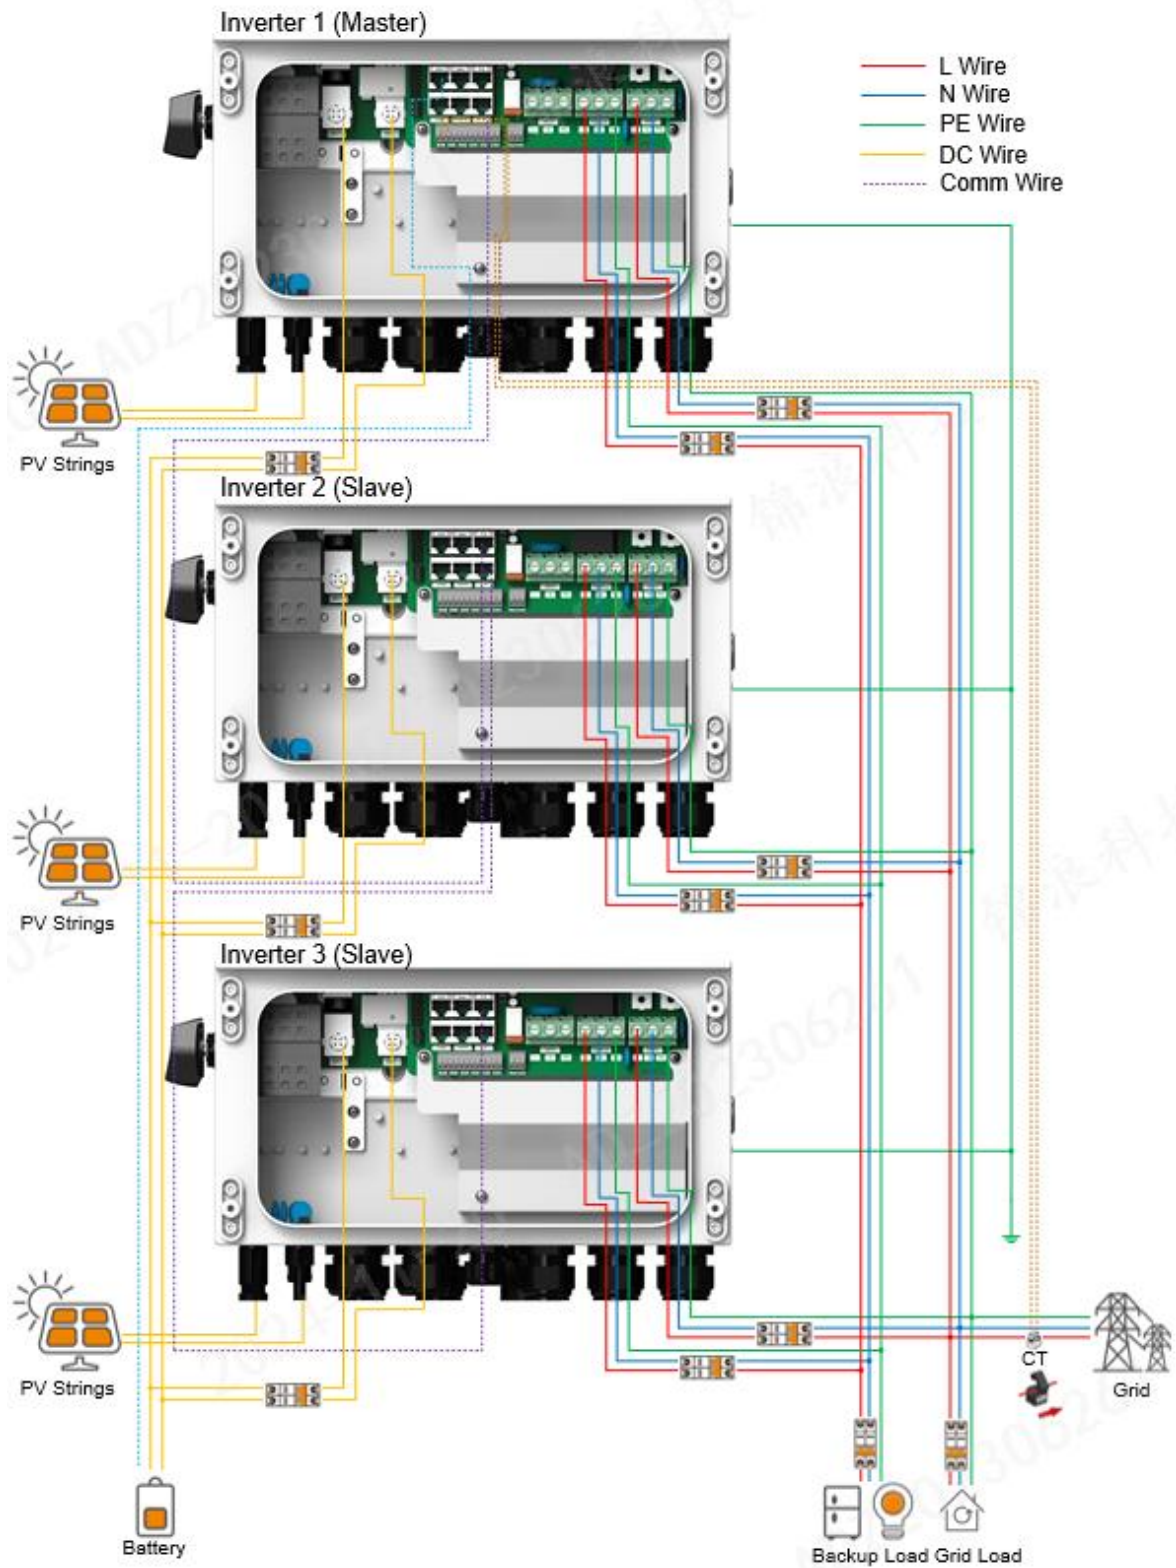 Inverter 1 (Master)
L Wire
N Wire
PE Wire
DC Wire
Comm Wire
PV Strings
Inverter 2 (Slave)
PV Strings
Inverter 3 (Slave)
PV Strings
CT
Grid
Battery
Backup Load Grid Load